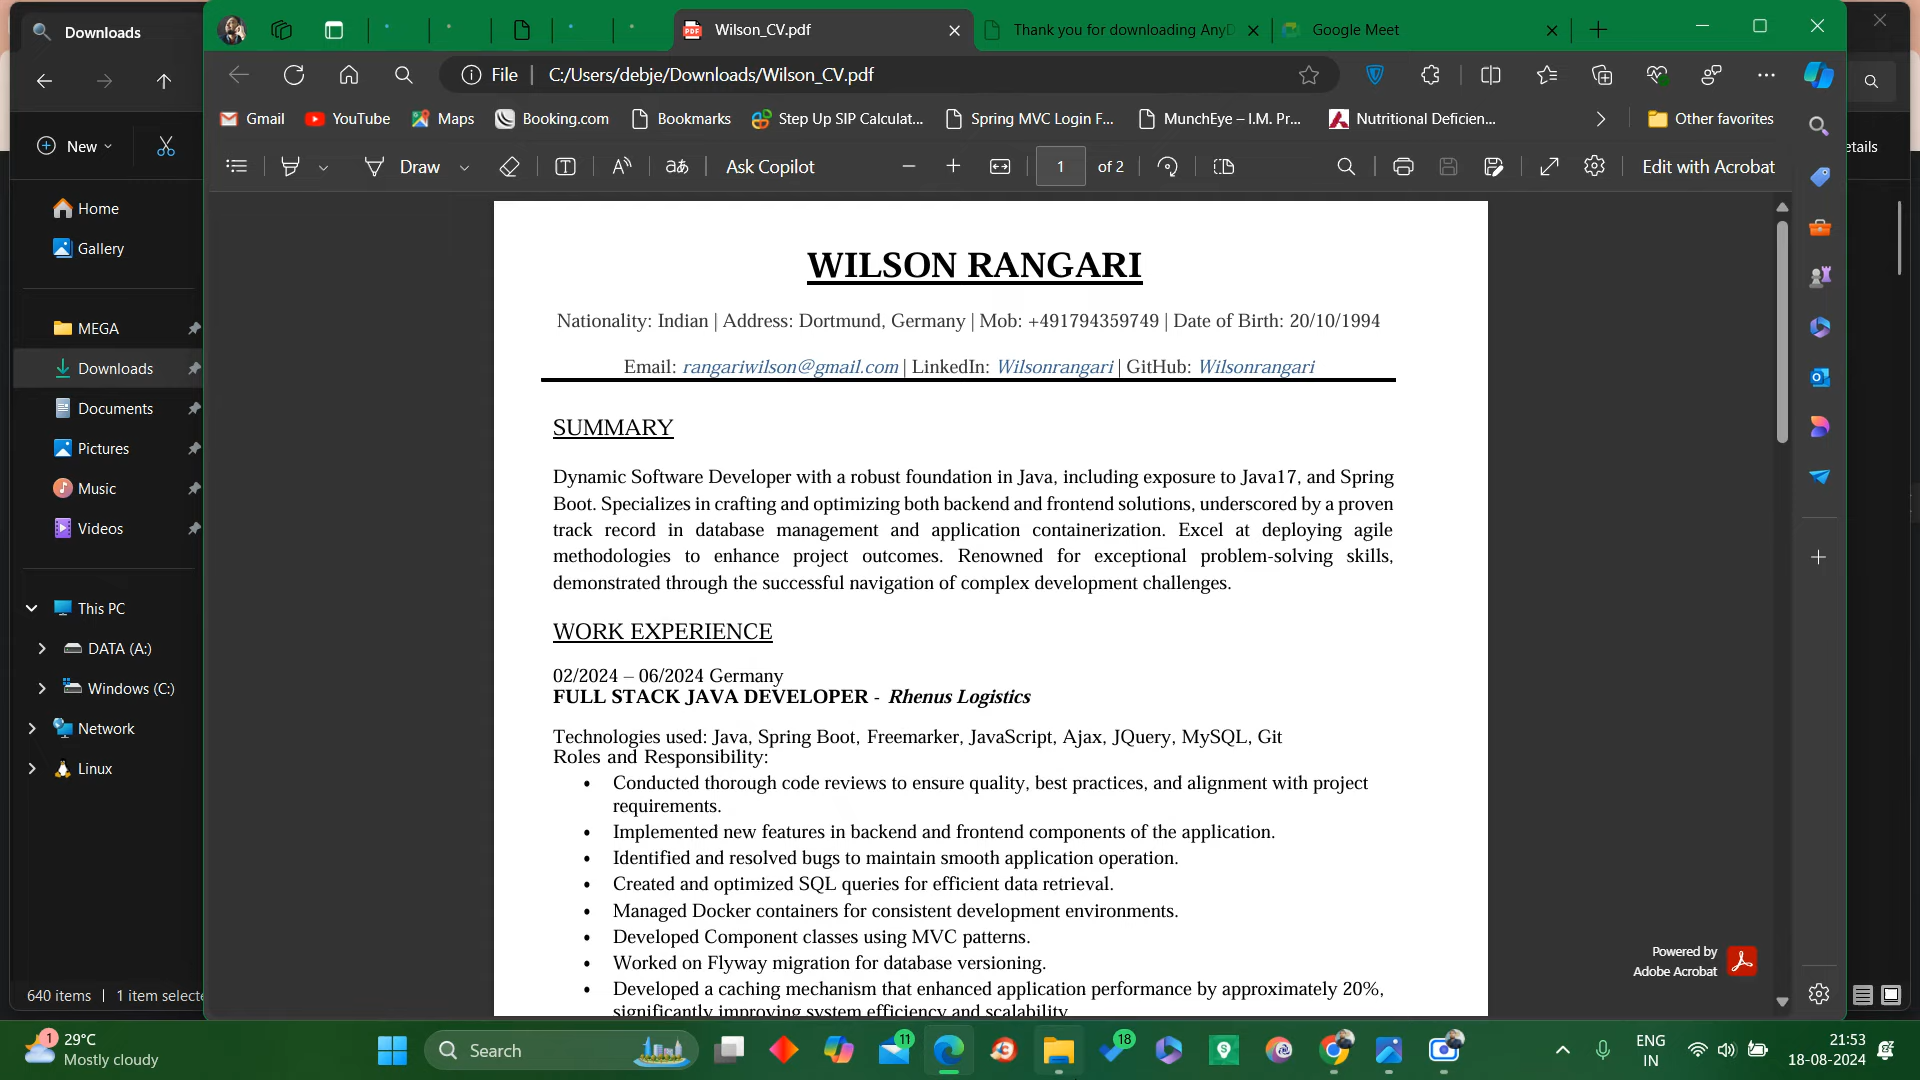 Downloads
Wilson_CV.pdf
Thank you for downloading AnyD
Google Meet
File
C:/Users/debje/Downloads/Wilson_CV.pdf
Gmail
YouTube
Maps
Booking.com
Bookmarks
Step Up SIP Calculat...
Spring MVC Login F...
MunchEye – I.M. Pr...
Nutritional Deficien...
Other favorites
New
etails
Draw
Ask Copilot
1
of 2
Edit with Acrobat
Home
Gallery
MEGA
Downloads
Documents
Pictures
Music
Videos
This PC
DATA (A:)
Windows (C:)
Network
Linux
640 items
1 item selecte
WILSON RANGARI
Nationality: Indian | Address: Dortmund, Germany | Mob: +491794359749 | Date of Birth: 20/10/1994
Email: rangariwilson@gmail.com | LinkedIn: Wilsonrangari | GitHub: Wilsonrangari
SUMMARY
Dynamic Software Developer with a robust foundation in Java, including exposure to Java17, and Spring
Boot. Specializes in crafting and optimizing both backend and frontend solutions, underscored by a proven
track record in database management and application containerization. Excel at deploying agile
methodologies to enhance project outcomes. Renowned for exceptional problem-solving skills,
demonstrated through the successful navigation of complex development challenges.
WORK EXPERIENCE
02/2024 – 06/2024 Germany
FULL STACK JAVA DEVELOPER - Rhenus Logistics
Technologies used: Java, Spring Boot, Freemarker, JavaScript, Ajax, JQuery, MySQL, Git
Roles and Responsibility:
• Conducted thorough code reviews to ensure quality, best practices, and alignment with project
requirements.
• Implemented new features in backend and frontend components of the application.
• Identified and resolved bugs to maintain smooth application operation.
• Created and optimized SQL queries for efficient data retrieval.
• Managed Docker containers for consistent development environments.
• Developed Component classes using MVC patterns.
• Worked on Flyway migration for database versioning.
• Developed a caching mechanism that enhanced application performance by approximately 20%,
significantly improving system efficiency and scalability
Powered by
Adobe Acrobat
1
29°C
Mostly cloudy
Search
11
18
ENG
IN
21:53
18-08-2024